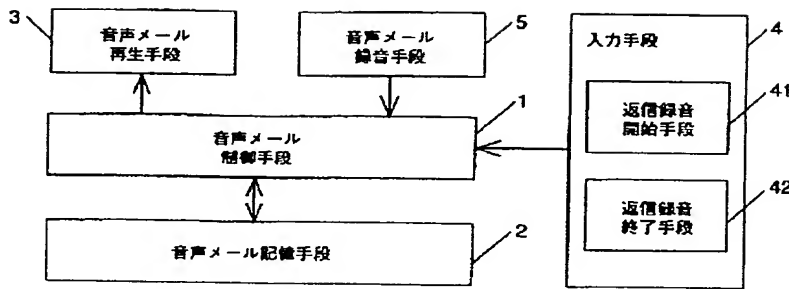 3
音声メール
再生手段
音声メール
録音手段
5
入力手段
4
返信録音
開始手段
41
音声メール
制御手段
1
返信録音
終了手段
42
音声メール記憶手段
2